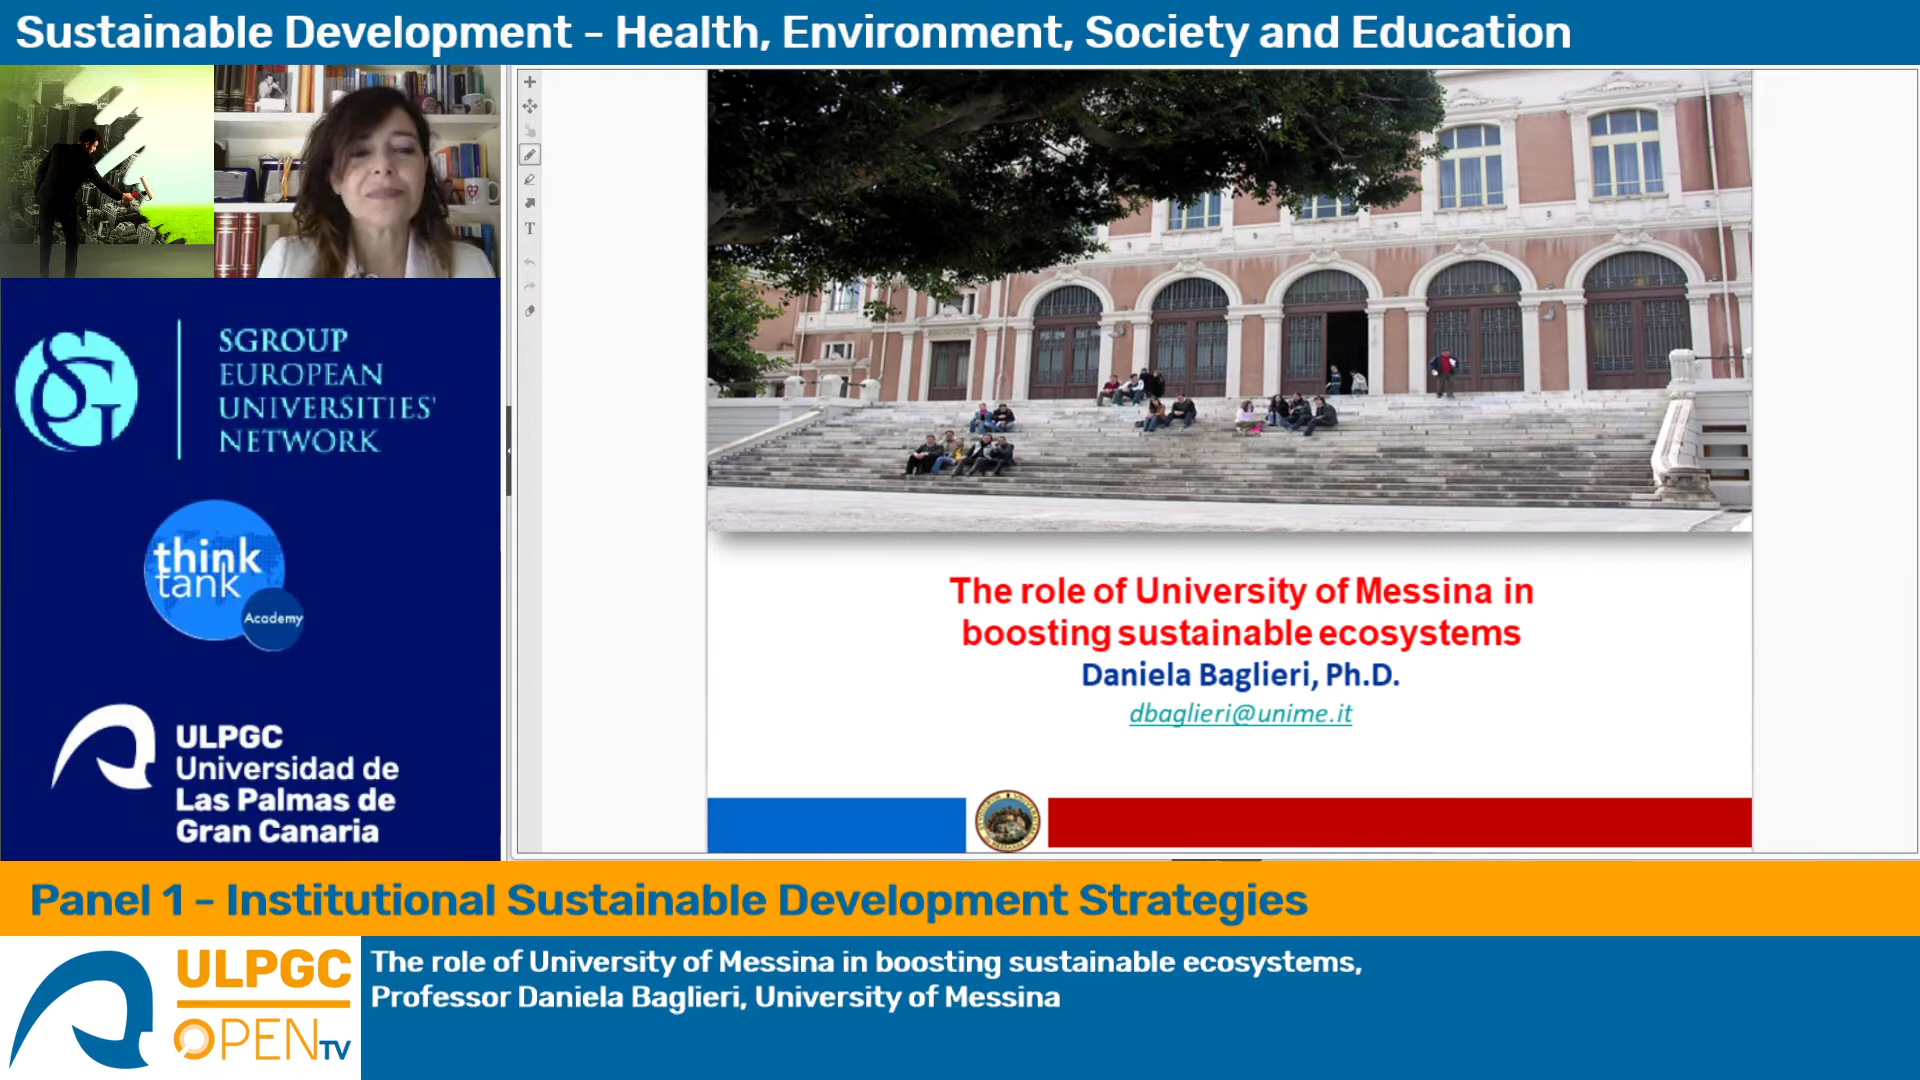 Sustainable Development - Health, Environment, Society and Education
SGROUP
EUROPEAN
UNIVERSITIES'
NETWORK
think
tank
Academy
ULPGC
Universidad de
Las Palmas de
Gran Canaria
T
The role of University of Messina in
boosting sustainable ecosystems
Daniela Baglieri, Ph.D.
dbaglieri@unime.it
Panel 1 - Institutional Sustainable Development Strategies
ULPGC
OPENTV
The role of University of Messina in boosting sustainable ecosystems,
Professor Daniela Baglieri, University of Messina